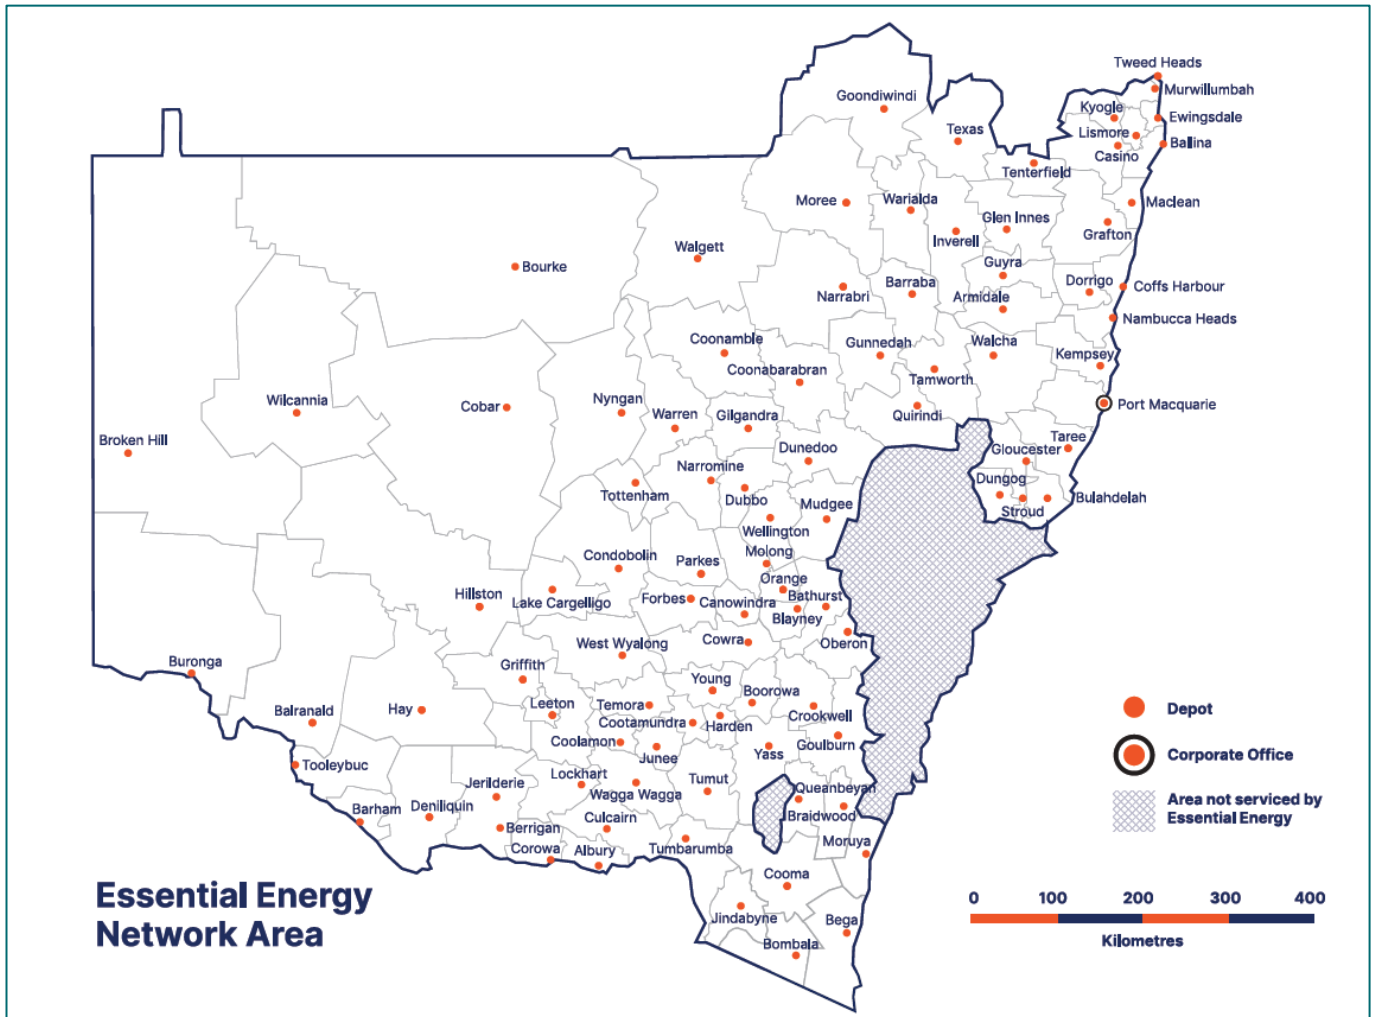 Tweed Heads
Murwillumbah
Goondiwindi
Kyogle
Ewingsdale
Texas
Lismore
Ballina
Casino
Tenterfield
Moree
Warialda
Maclean
Glen Innes
Grafton
Inverell
Walgett
Bourke
Guyra
Barraba
Dorrigo
Coffs Harbour
Narrabri
Armidale
Nambucca Heads
Coonamble
Gunnedah
Walcha
Kempsey
Coonabarabran
Tamworth
Wilcannia
Cobar
Nyngan
Warren
Gilgandra
Quirindi
Port Macquarie
Broken Hill
Taree
Dunedoo
Gloucester
Narromine
Dungog
Tottenham
Dubbo
Mudgee
Bulahdelah
Stroud
Wellington
Molong
Condobolin
Parkes
Orange
Hillston
Lake Cargelligo
Forbes
Canowindra
Bathurst
Blayney
West Wyalong
Cowra
Oberon
Buronga
Griffith
Young
Boorowa
Balranald
Hay
Leeton
Temora
Crookwell
Depot
Cootamundra
Harden
Coolamon
Goulburn
Junee
Yass
Corporate Office
Tooleybuc
Lockhart
Tumut
Jerilderie
Queanbeyan
Wagga Wagga
Area not serviced by
Essential Energy
Barham
Deniliquin
Culcairn
Braidwood
Berrigan
Moruya
Corowa
Albury
Tumbarumba
Cooma
Essential Energy
Network Area
0 100 200 300 400
Kilometres
Jindabyne
Bega
Bombala